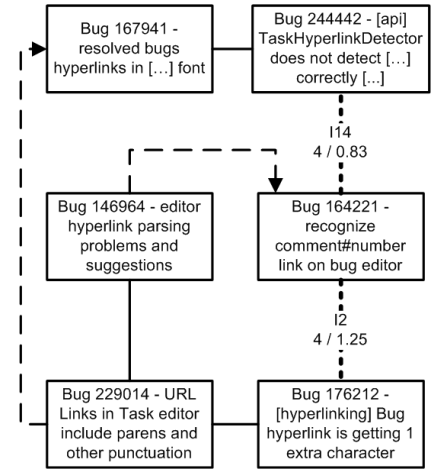 Bug 167941 -
resolved bugs
hyperlinks in […] font
Bug 244442 - [api]
TaskHyperlinkDetector
does not detect […]
correctly [...]
I14
4 / 0.83
Bug 146964 - editor
hyperlink parsing
problems and
suggestions
Bug 164221 -
recognize
comment#number
link on bug editor
I2
4 / 1.25
Bug 229014 - URL
Links in Task editor
include parens and
other punctuation
Bug 176212 -
[hyperlinking] Bug
hyperlink is getting 1
extra character